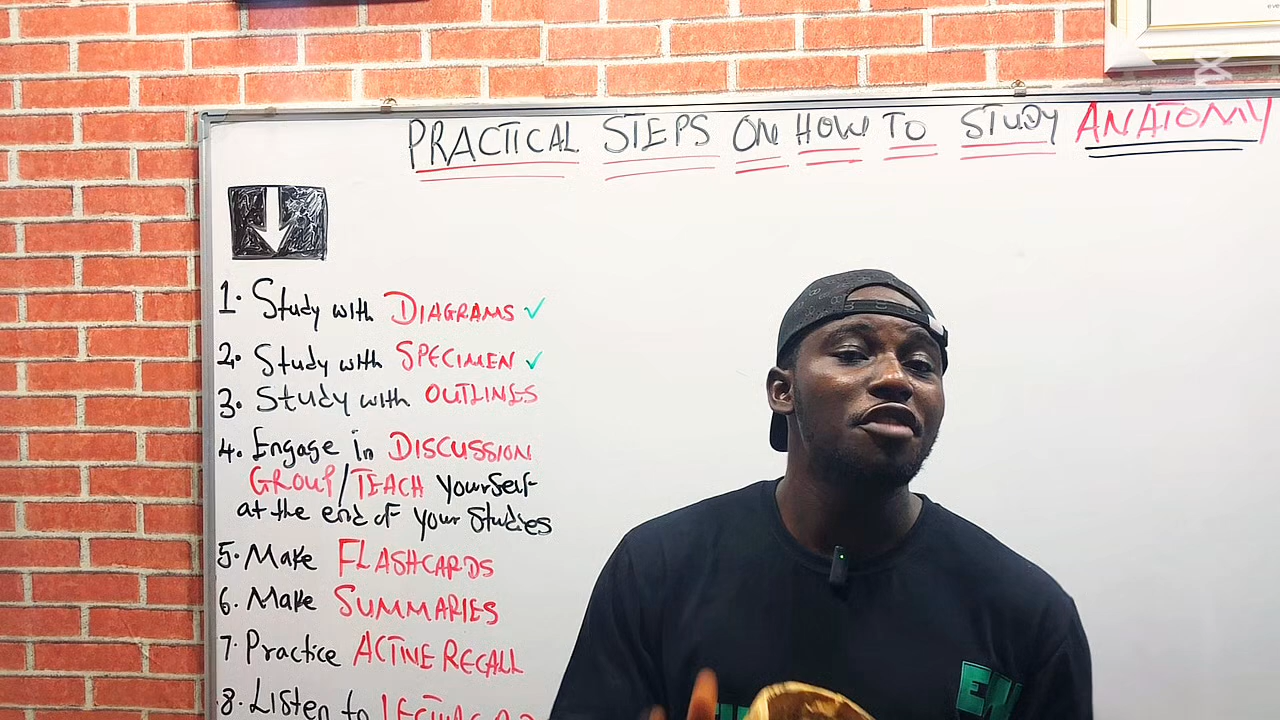 PRACTICAL STEPS ON HOW TO STUDY ANATOMY
1. Study with DIAGRAMS ✓
2. Study with SPECIMEN ✓
3. Study with OUTLINES
4. Engage in DISCUSSION
GROUP/TEACH yourself
at the end of your studies
5. Make FLASHCARDS
6. Make SUMMARIES
7. Practice ACTIVE RECALL
8. Listen to